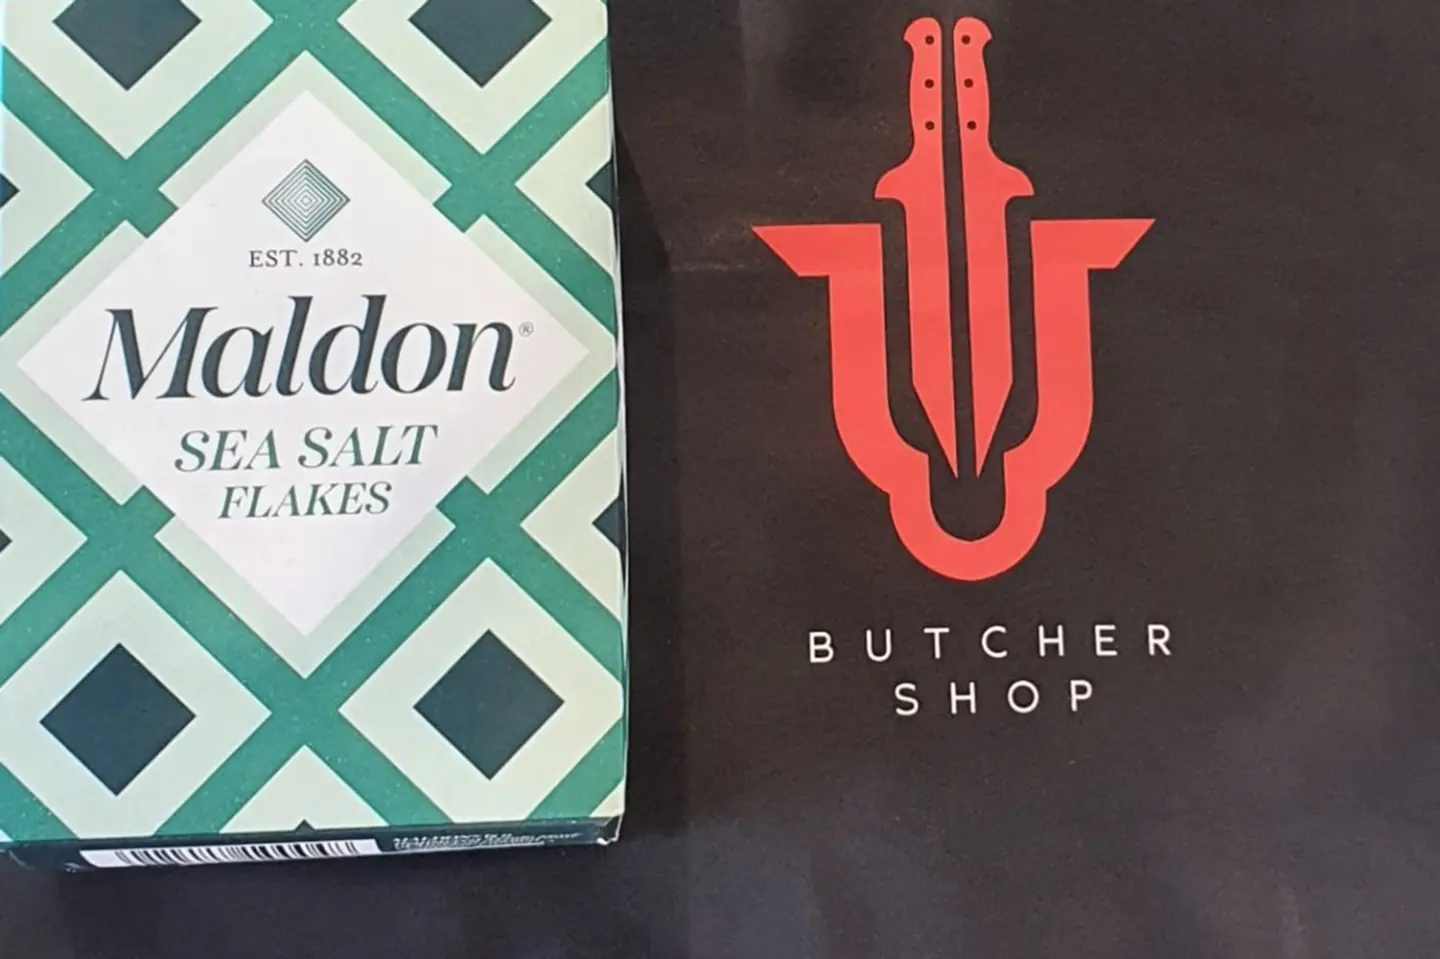 EST. 1882
Maldon®
SEA SALT
FLAKES
BUTCHER
SHOP